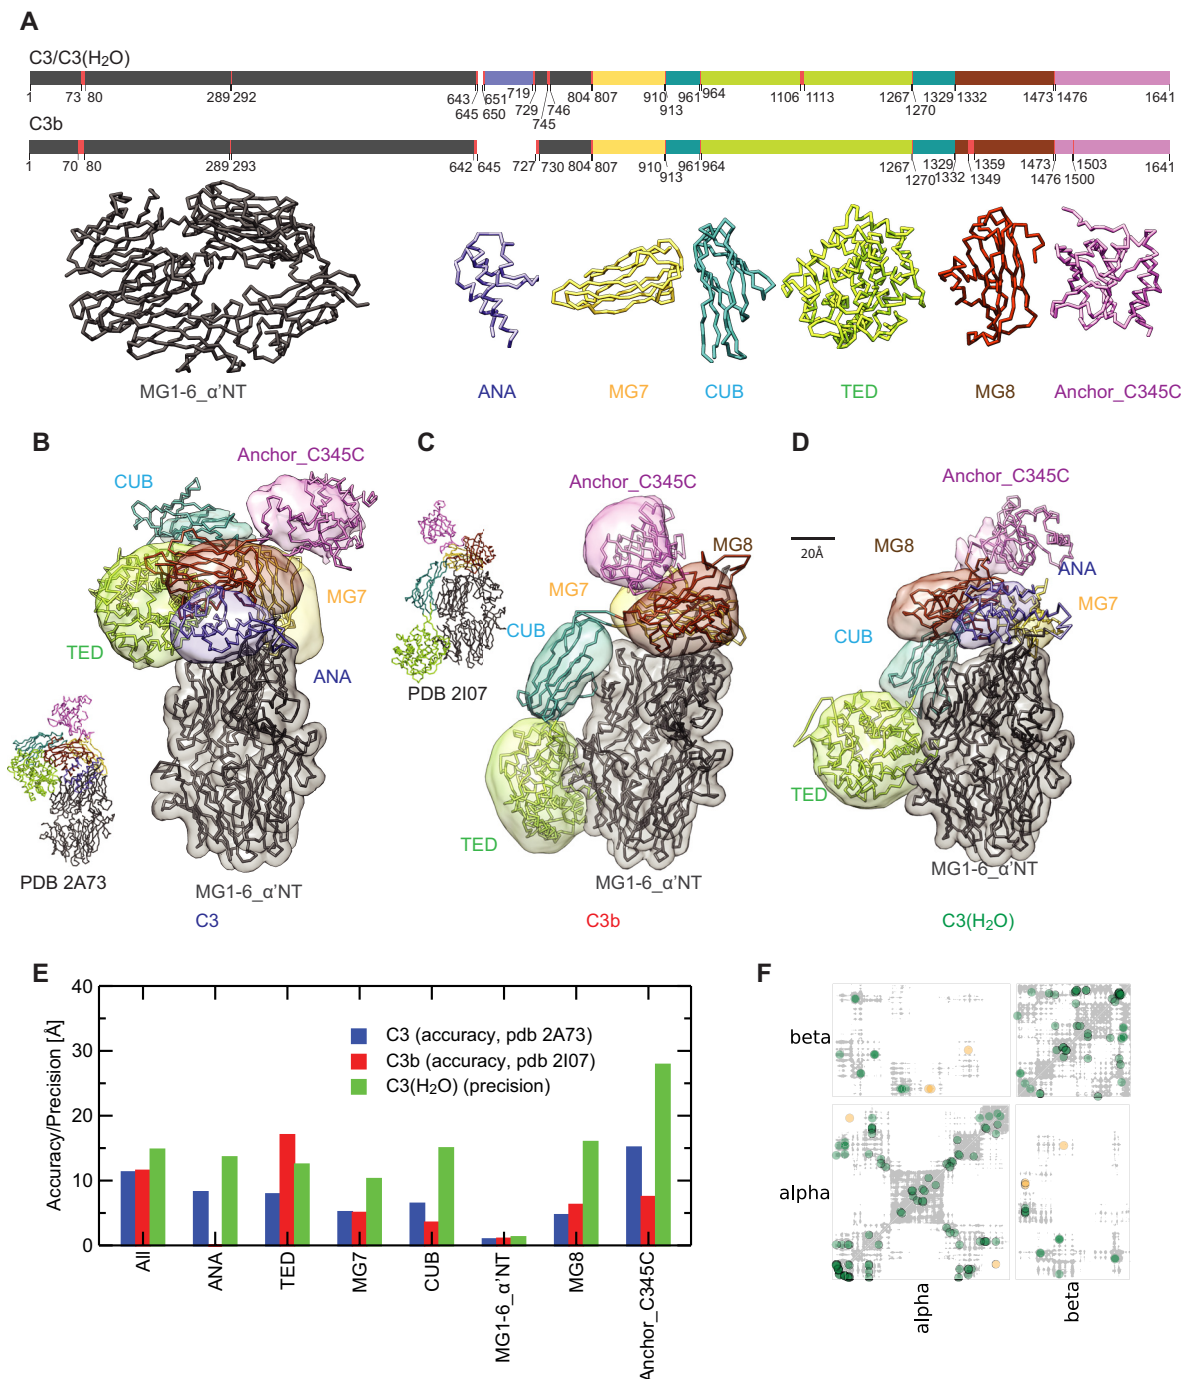 A
C3/C3(H2O)
1 73 80 289 292 643 645 650 651 719 729 745 746 804 807 910 913 961 964 1106 1113 1267 1270 1329 1332 1473 1476 1641
C3b
1 70 80 289 293 642 645 727 730 804 807 910 913 961 964 1267 1270 1329 1332 1349 1359 1473 1476 1500 1503 1641
MG1-6_α'NT ANA MG7 CUB TED MG8 Anchor_C345C
B
CUB
Anchor_C345C
MG7
TED
ANA
PDB 2A73
MG1-6_α'NT
C3
C
Anchor_C345C
MG8
MG7
CUB
PDB 2I07
TED
MG1-6_α'NT
C3b
D
20Å
Anchor_C345C
MG8
ANA
MG7
CUB
TED
MG1-6_α'NT
C3(H2O)
E
Accuracy/Precision [Å]
40
30
20
10
0
C3 (accuracy, pdb 2A73)
C3b (accuracy, pdb 2I07)
C3(H2O) (precision)
All
ANA
TED
MG7
CUB
MG1-6_α'NT
MG8
Anchor_C345C
F
beta
alpha
alpha
beta